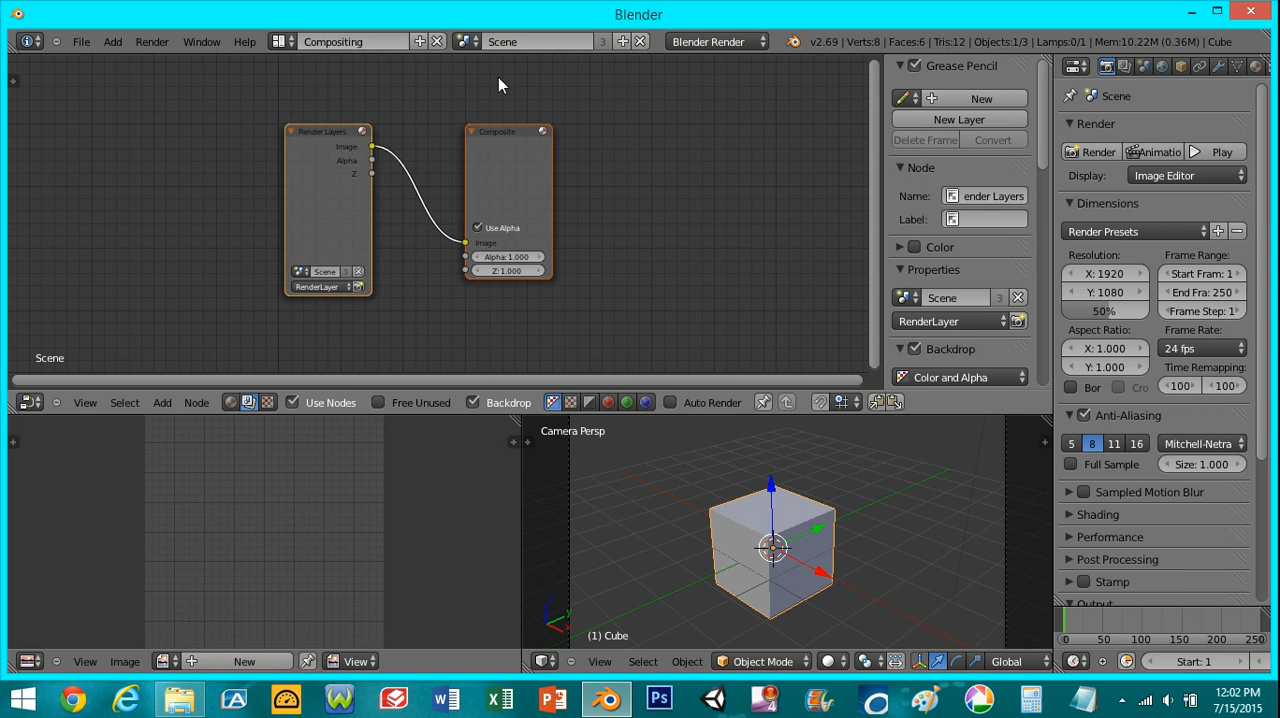 Blender
File Add Render Window Help Compositing Scene 3 Blender Render v2.69 | Verts:8 | Faces:6 | Tris:12 | Objects:1/3 | Lamps:0/1 | Mem:10.22M (0.36M) | Cube
Render Layers
Image
Alpha
Z
Scene 3
RenderLayer
Composite
Use Alpha
Image
Alpha: 1.000
Z: 1.000
Scene
Grease Pencil
New
New Layer
Delete Frame Convert
Node
Name: ender Layers
Label:
Color
Properties
Scene 3
RenderLayer
Backdrop
Color and Alpha
View Select Add Node Use Nodes Free Unused Backdrop Auto Render
Scene
Render
Render Animatio Play
Display: Image Editor
Dimensions
Render Presets
Resolution: Frame Range:
X: 1920 Start Fram: 1
Y: 1080 End Fra: 250
50% Frame Step: 1
Aspect Ratio: Frame Rate:
X: 1.000 24 fps
Y: 1.000 Time Remapping:
Bor Cro 100 100
Anti-Aliasing
5 8 11 16 Mitchell-Netra
Full Sample Size: 1.000
Sampled Motion Blur
Shading
Performance
Post Processing
Stamp
Output
Camera Persp
(1) Cube
View Image New View
View Select Object Object Mode Global
0 50 100 150 200 250
Start: 1
12:02 PM
7/15/2015